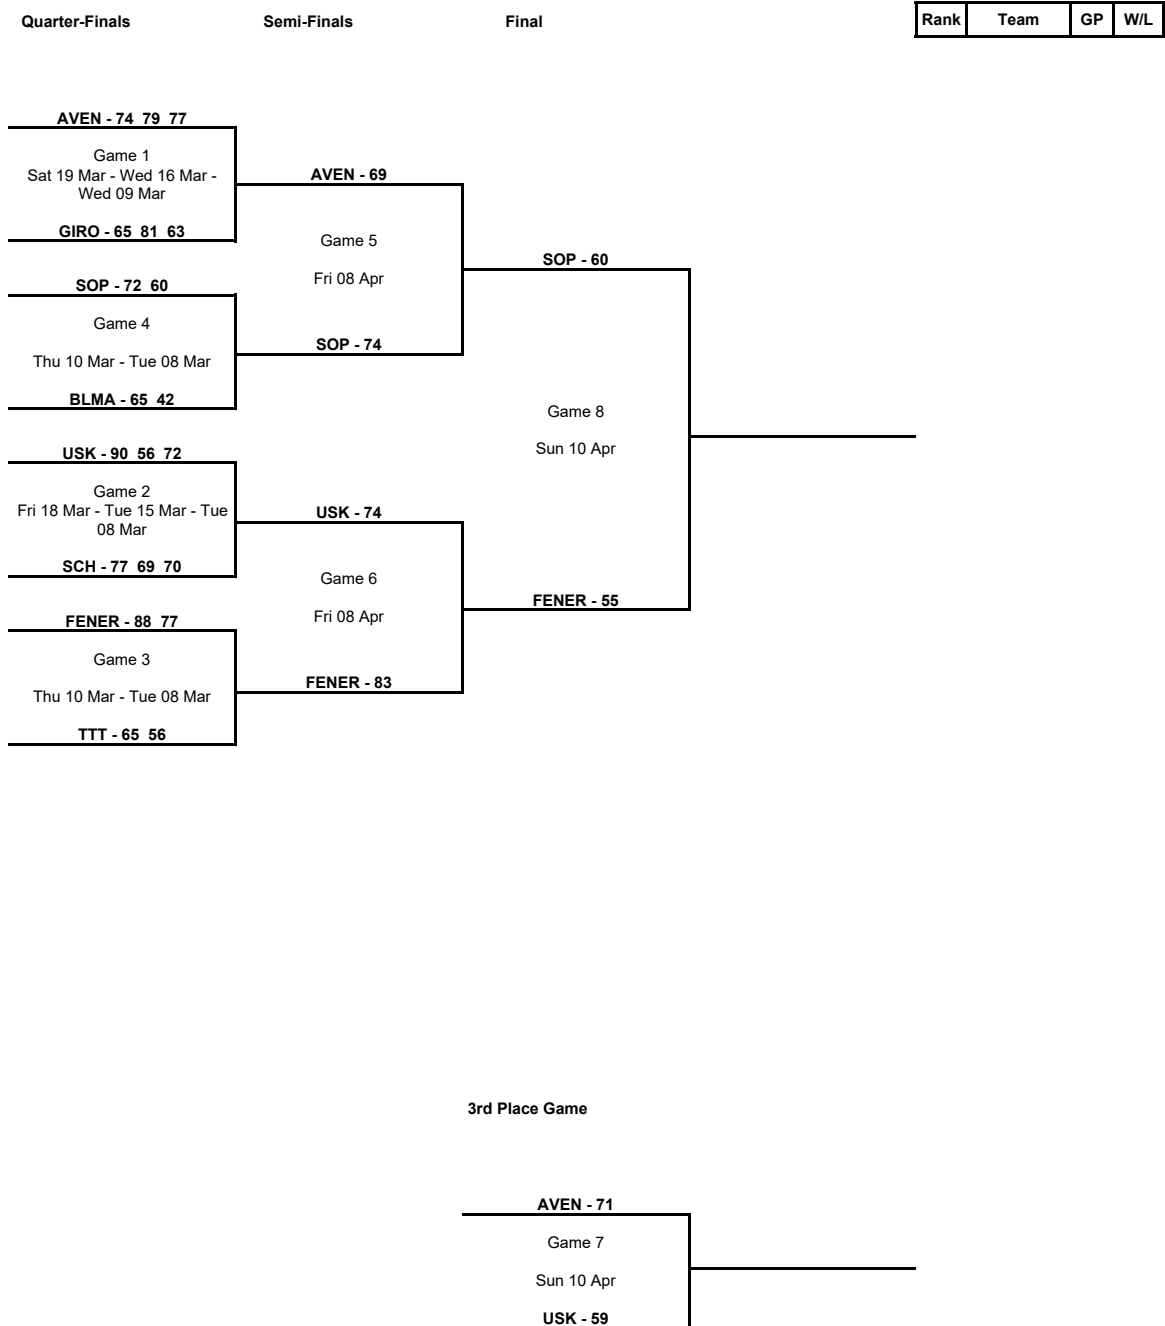 Quarter-Finals Semi-Finals Final
Rank Team GP W/L
AVEN - 74 79 77
Game 1
Sat 19 Mar - Wed 16 Mar -
Wed 09 Mar
GIRO - 65 81 63
SOP - 72 60
Game 4
Thu 10 Mar - Tue 08 Mar
BLMA - 65 42
USK - 90 56 72
Game 2
Fri 18 Mar - Tue 15 Mar - Tue
08 Mar
SCH - 77 69 70
FENER - 88 77
Game 3
Thu 10 Mar - Tue 08 Mar
TTT - 65 56
AVEN - 69
Game 5
Fri 08 Apr
SOP - 74
USK - 74
Game 6
Fri 08 Apr
FENER - 83
SOP - 60
Game 8
Sun 10 Apr
FENER - 55
3rd Place Game
AVEN - 71
Game 7
Sun 10 Apr
USK - 59